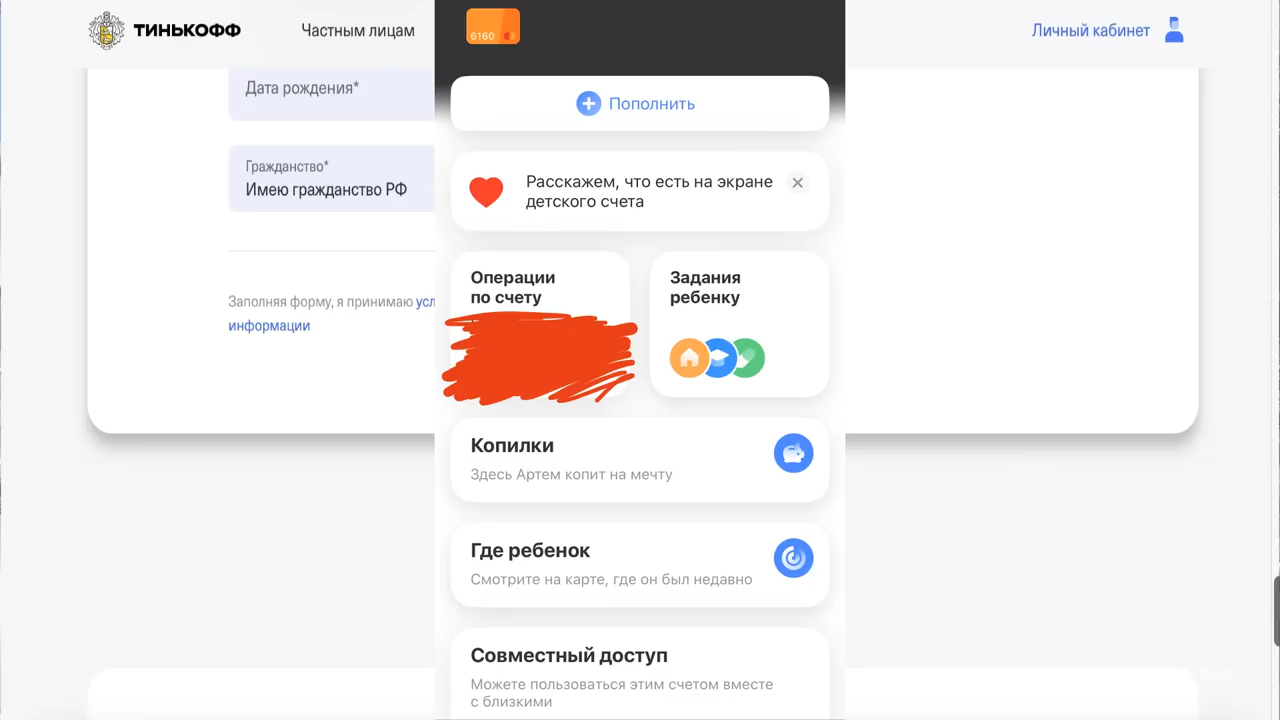 ТИНЬКОФФ
Частным лицам
Личный кабинет
Дата рождения*
Гражданство*
Имею гражданство РФ
Заполняя форму, я принимаю
информации
6160
Пополнить
Расскажем, что есть на экране
детского счета
Операции
по счету
Задания
ребенку
Копилки
Здесь Артем копит на мечту
Где ребенок
Смотрите на карте, где он был недавно
Совместный доступ
Можете пользоваться этим счетом вместе
с близкими